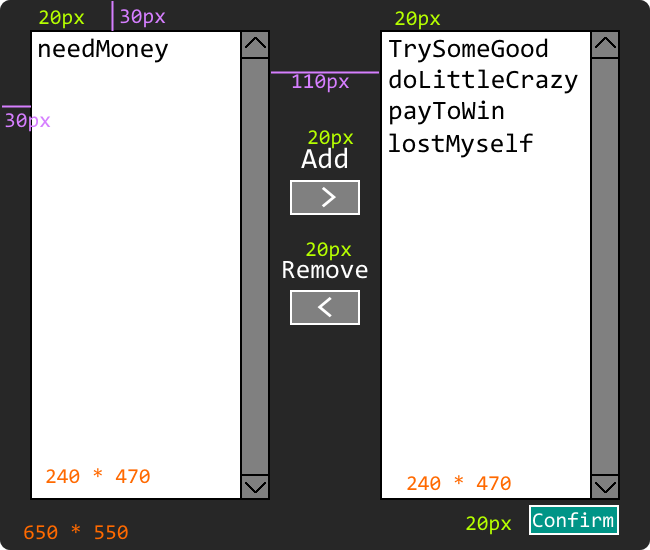 20px
30px
20px
needMoney
TrySomeGood
doLittleCrazy
payToWin
lostMyself
110px
30px
20px
Add
>
20px
Remove
<
240 * 470
240 * 470
20px
Confirm
650 * 550